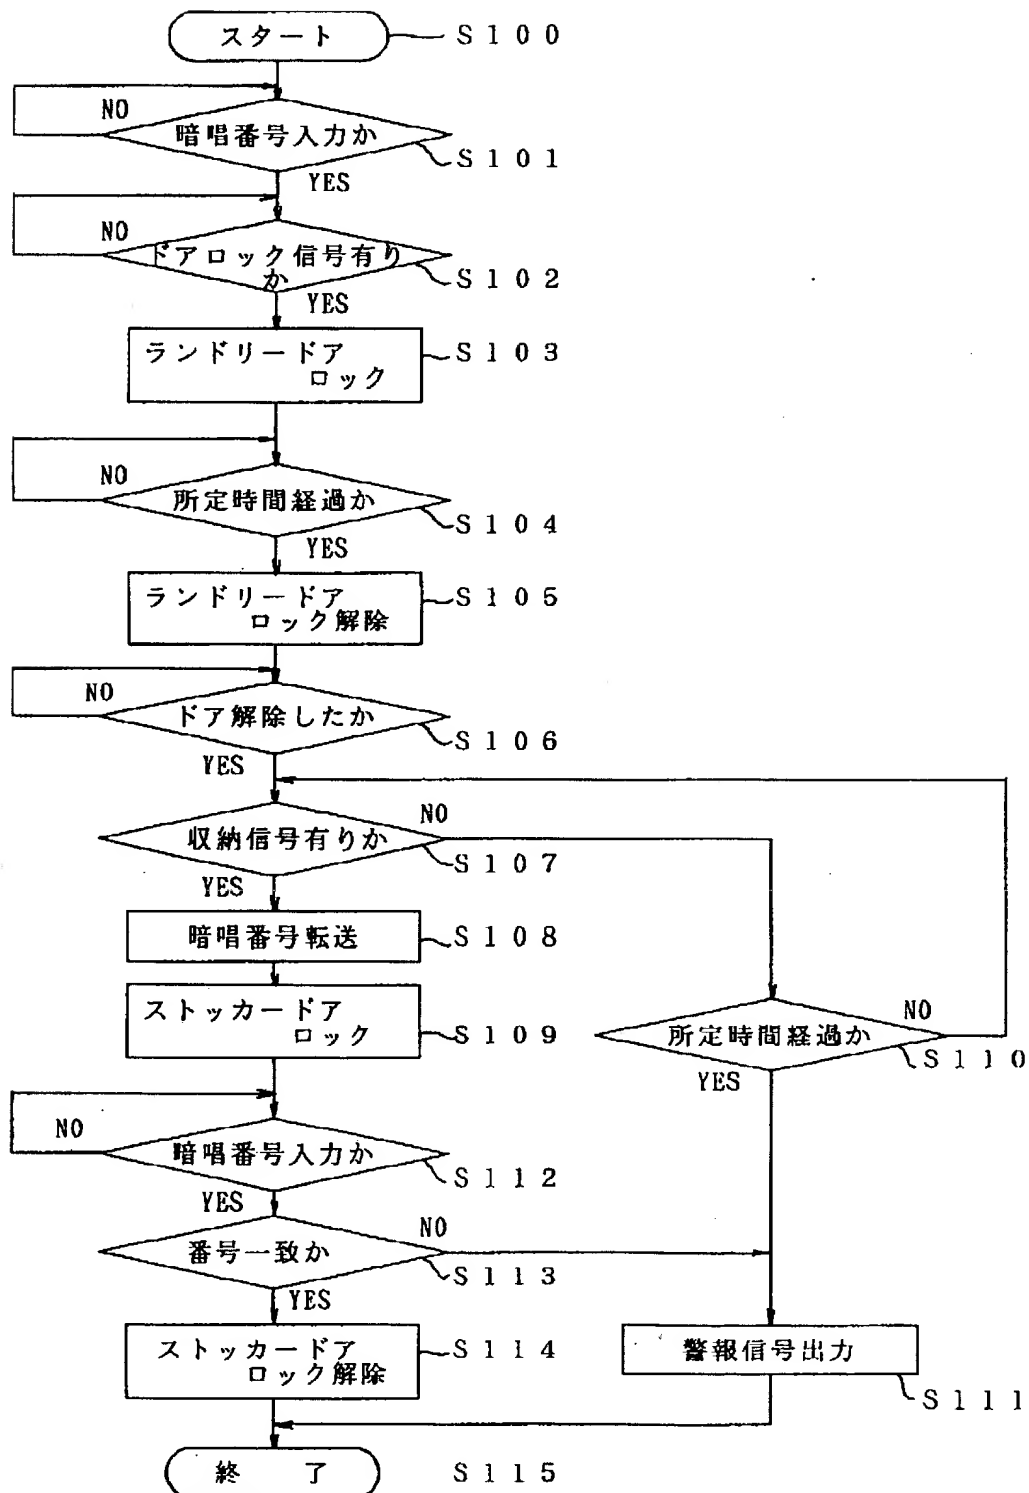 スタート
S100
NO
暗唱番号入力か
S101
YES
NO
ドアロック信号有り
か
S102
YES
ランドリードア
ロック
S103
NO
所定時間経過か
S104
YES
ランドリードア
ロック解除
S105
NO
ドア解除したか
S106
YES
収納信号有りか
NO
S107
YES
暗唱番号転送
S108
ストッカードア
ロック
S109
所定時間経過か
NO
S110
YES
NO
暗唱番号入力か
S112
YES
番号一致か
NO
S113
YES
ストッカードア
ロック解除
S114
警報信号出力
S111
終 了
S115